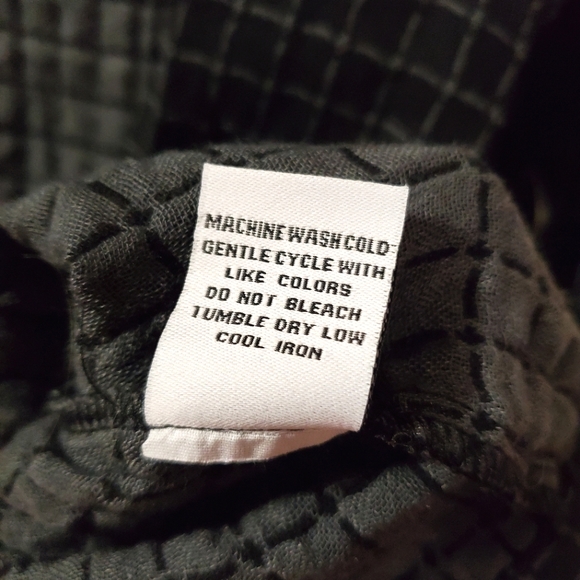 MACHINE WASH COLD
GENTLE CYCLE WITH
LIKE COLORS
DO NOT BLEACH
TUMBLE DRY LOW
COOL IRON